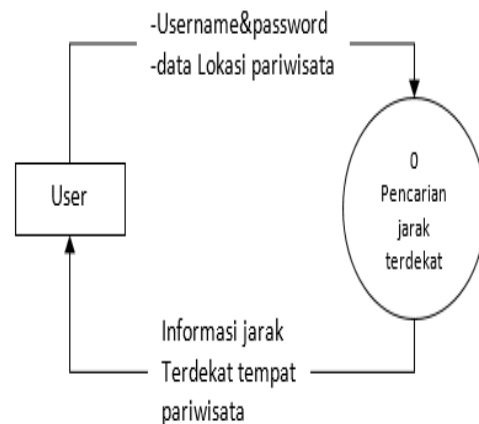 -Username&password
-data Lokasi pariwisata
User
0
Pencarian
jarak
terdekat
Informasi jarak
Terdekat tempat
pariwisata